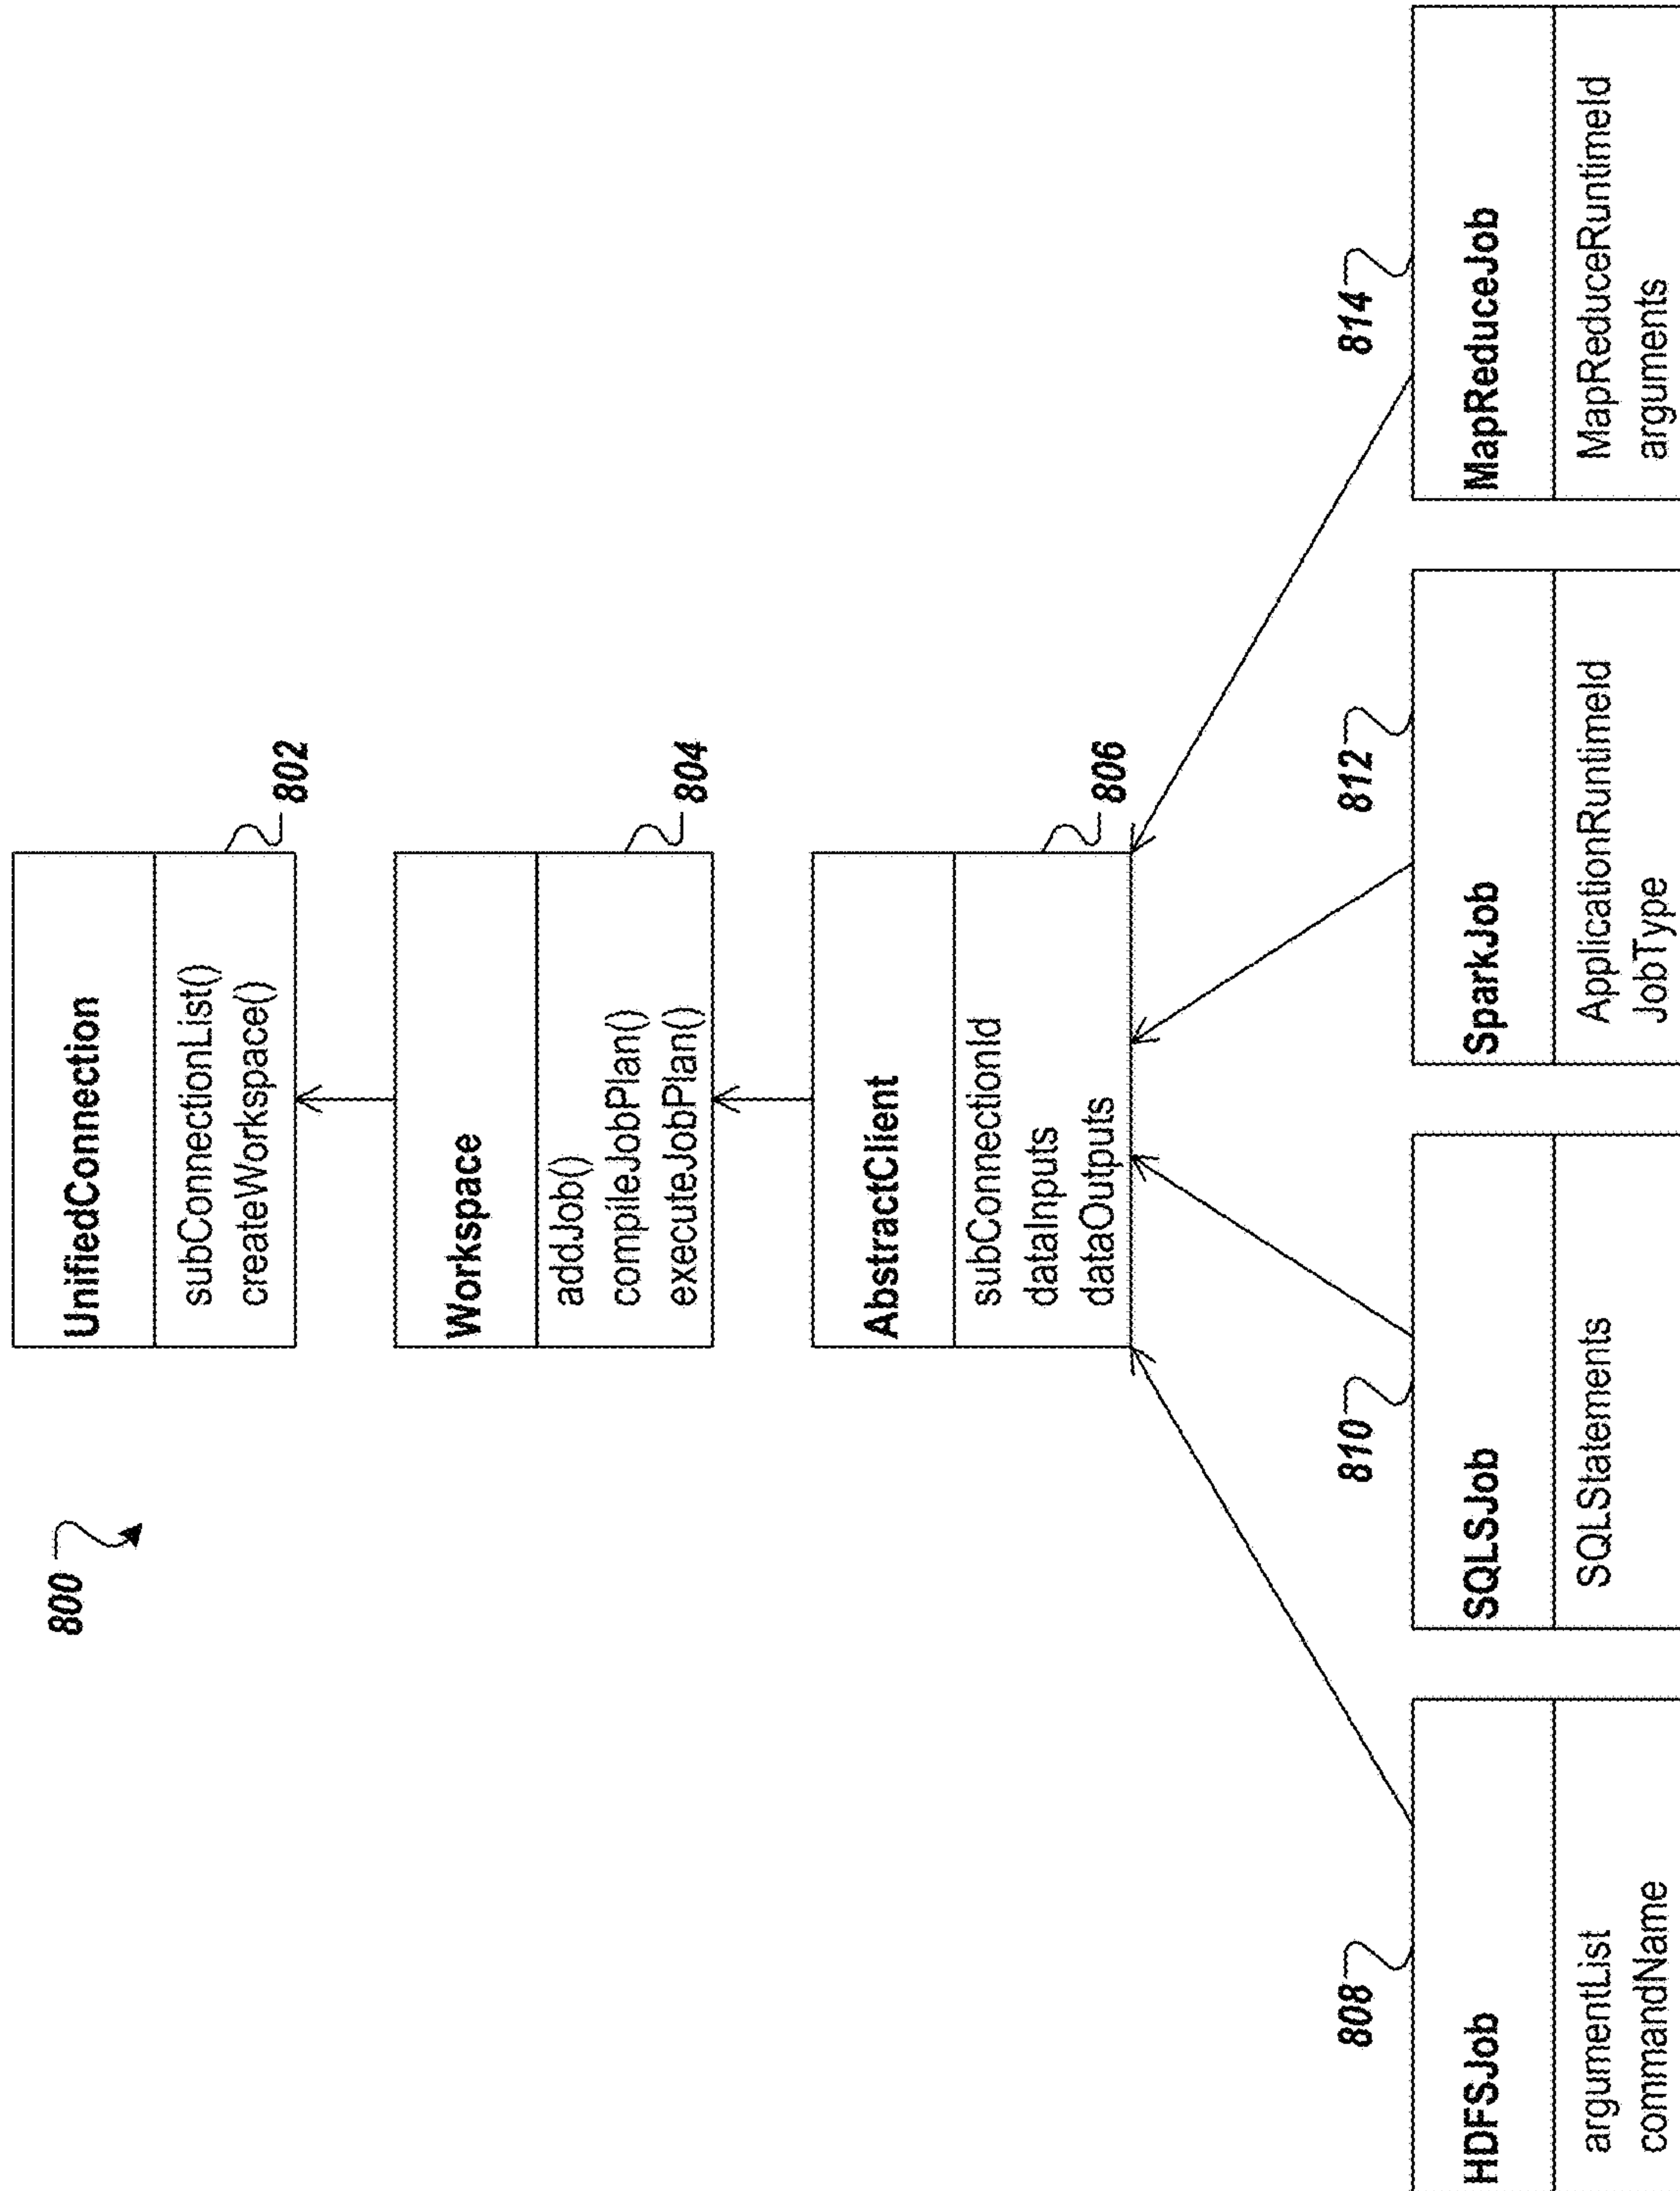 800
UnifiedConnection
subConnectionList()
createWorkspace()
802
Workspace
addJob()
compileJobPlan()
executeJobPlan()
804
AbstractClient
subConnectionId
dataInputs
dataOutputs
806
808
HDFSJob
argumentList
commandName
810
SQLSJob
SQLStatements
812
SparkJob
ApplicationRuntimeId
JobType
814
MapReduceJob
MapReduceRuntimeId
arguments